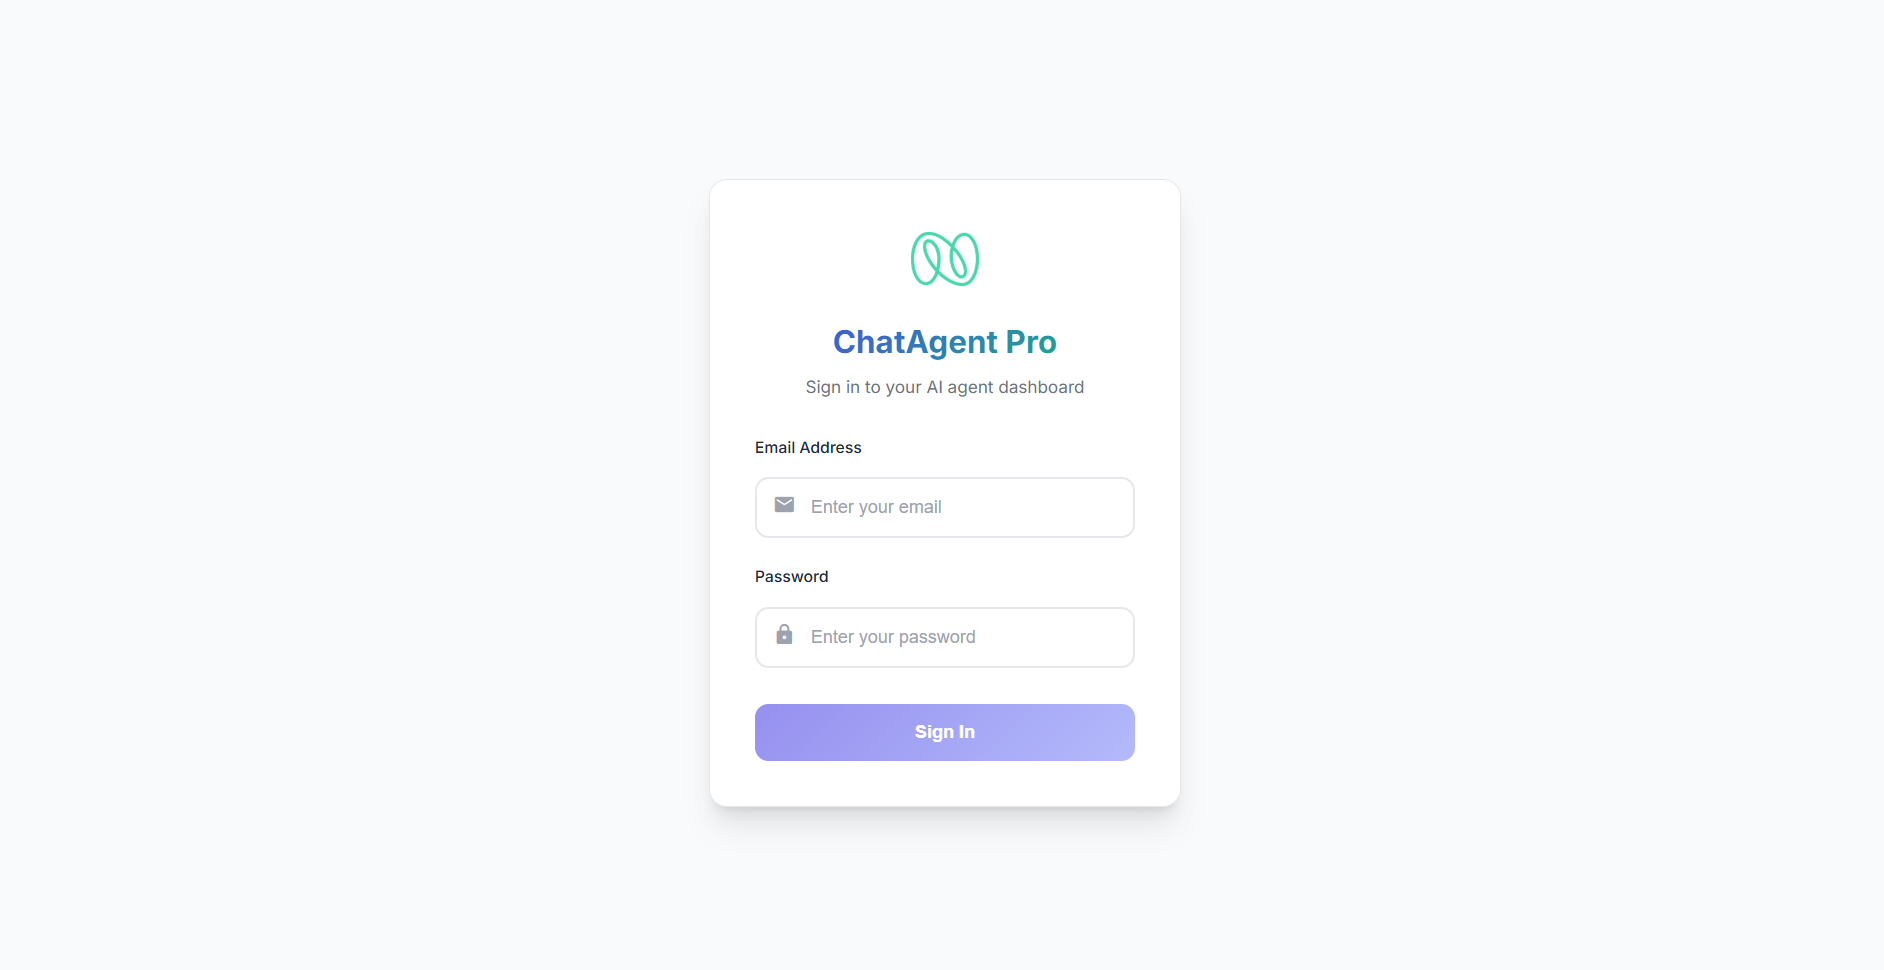 ChatAgent Pro
Sign in to your AI agent dashboard
Email Address
Enter your email
Password
Enter your password
Sign In